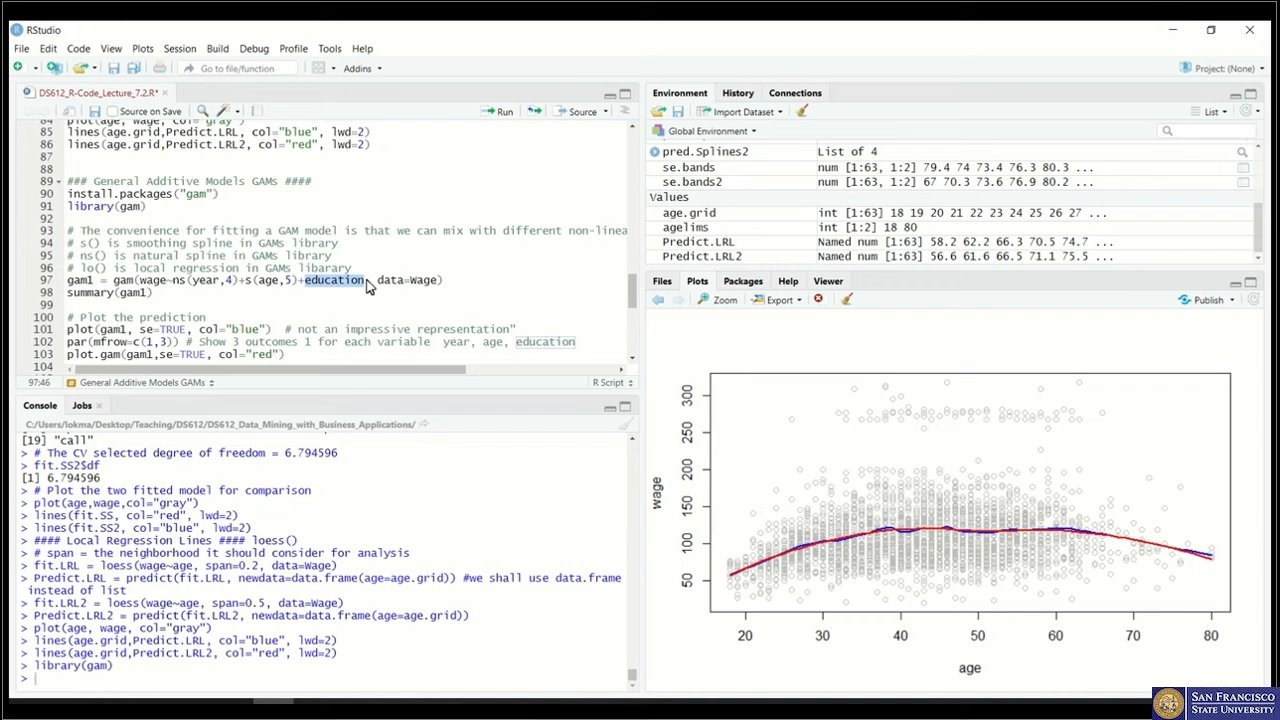 RStudio
File Edit Code View Plots Session Build Debug Profile Tools Help
Go to file/function Addins Project: (None)
DS612_R-Code_Lecture_7.2.R* Environment History Connections
Source on Save Run Source Import Dataset List
Global Environment
84 plot(age, wage, col="gray")
85 lines(age.grid,Predict.LRL, col="blue", lwd=2)
86 lines(age.grid,Predict.LRL2, col="red", lwd=2)
87
88
89 ### General Additive Models GAMs ####
90 install.packages("gam")
91 library(gam)
92
93 # The convenience for fitting a GAM model is that we can mix with different non-linea
94 # s() is smoothing spline in GAMs library
95 # ns() is natural spline in GAMs library
96 # lo() is local regression in GAMs libarary
97 gam1 = gam(wage~ns(year,4)+s(age,5)+education, data=Wage)
98 summary(gam1)
99
100 # Plot the prediction
101 plot(gam1, se=TRUE, col="blue") # not an impressive representation"
102 par(mfrow=c(1,3)) # Show 3 outcomes 1 for each variable year, age, education
103 plot.gam(gam1,se=TRUE, col="red")
104
97:46 General Additive Models GAMs R Script
pred.Splines2 List of 4
se.bands num [1:63, 1:2] 79.4 74 73.4 76.3 80.3 ...
se.bands2 num [1:63, 1:2] 67 70.3 73.6 76.9 80.2 ...
Values
age.grid int [1:63] 18 19 20 21 22 23 24 25 26 27 ...
agelims int [1:2] 18 80
Predict.LRL Named num [1:63] 58.2 62.2 66.3 70.5 74.7 ...
Predict.LRL2 Named num [1:63] 56.6 61.6 66.5 71.1 75.5 ...
Files Plots Packages Help Viewer
Zoom Export Publish
Console Jobs
C:/Users/lokma/Desktop/Teaching/DS612/DS612_Data_Mining_with_Business_Applications/
[19] "call"
> # The CV selected degree of freedom = 6.794596
> fit.SS2$df
[1] 6.794596
> # Plot the two fitted model for comparison
> plot(age,wage,col="gray")
> lines(fit.SS, col="red", lwd=2)
> lines(fit.SS2, col="blue", lwd=2)
> #### Local Regression Lines #### loess()
> # span = the neighborhood it should consider for analysis
> fit.LRL = loess(wage~age, span=0.2, data=Wage)
> Predict.LRL = predict(fit.LRL, newdata=data.frame(age=age.grid)) #we shall use data.frame
instead of list
> fit.LRL2 = loess(wage~age, span=0.5, data=Wage)
> Predict.LRL2 = predict(fit.LRL2, newdata=data.frame(age=age.grid))
> plot(age, wage, col="gray")
> lines(age.grid,Predict.LRL, col="blue", lwd=2)
> lines(age.grid,Predict.LRL2, col="red", lwd=2)
> library(gam)
>
300
250
200
150
100
50
wage
20 30 40 50 60 70 80
age
SAN FRANCISCO
STATE UNIVERSITY